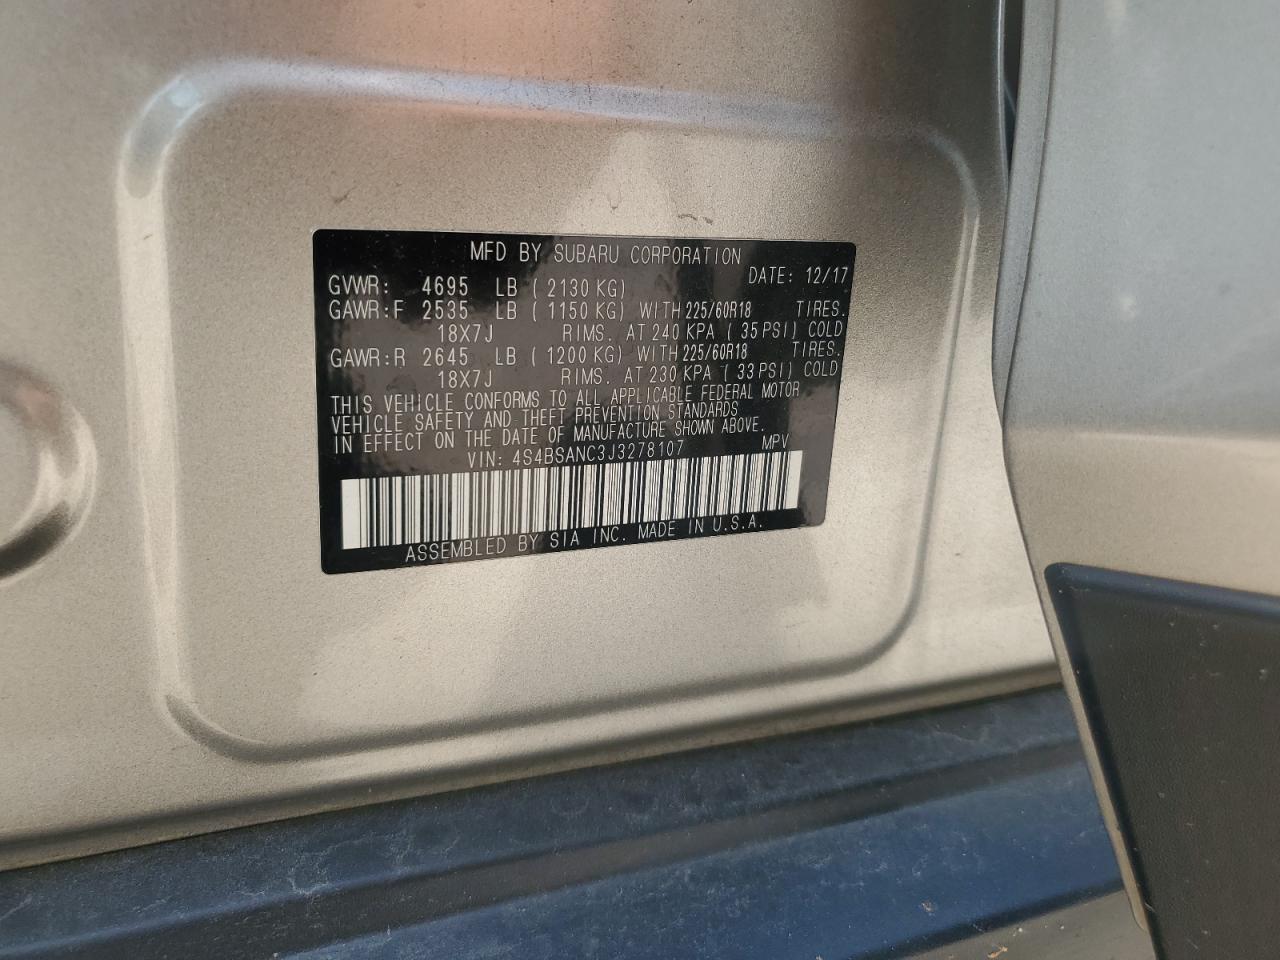 MFD BY SUBARU CORPORATION
DATE: 12/17
GVWR: 4695 LB ( 2130 KG)
GAWR:F 2535 LB ( 1150 KG) WITH 225/60R18 TIRES.
18X7J RIMS. AT 240 KPA ( 35 PSI) COLD
GAWR:R 2645 LB ( 1200 KG) WITH 225/60R18 TIRES.
18X7J RIMS. AT 230 KPA ( 33 PSI) COLD
THIS VEHICLE CONFORMS TO ALL APPLICABLE FEDERAL MOTOR
VEHICLE SAFETY AND THEFT PREVENTION STANDARDS
IN EFFECT ON THE DATE OF MANUFACTURE SHOWN ABOVE.
VIN: 4S4BSANC3J3278107 MPV
ASSEMBLED BY SIA INC. MADE IN U.S.A.